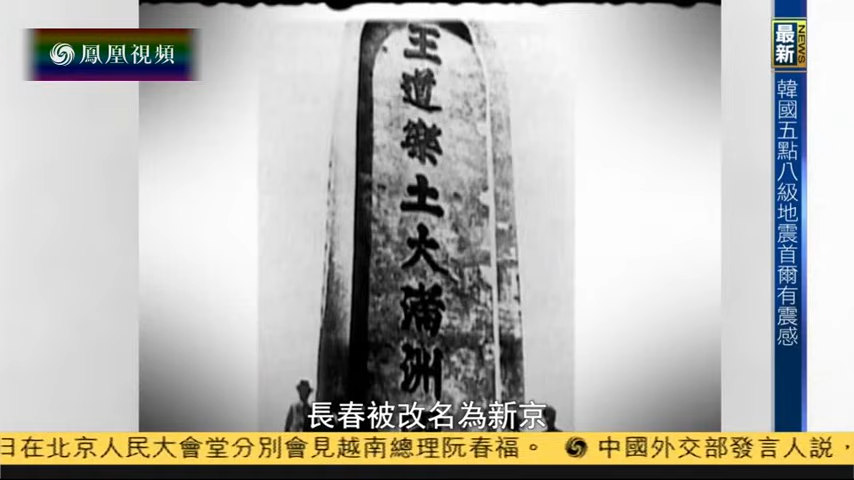 鳳凰視頻
NEWS
最新
韓國五點八級地震首爾有震感
王道樂土大滿洲
長春被改名為新京
日在北京人民大會堂分別會見越南總理阮春福。 中國外交部發言人說，